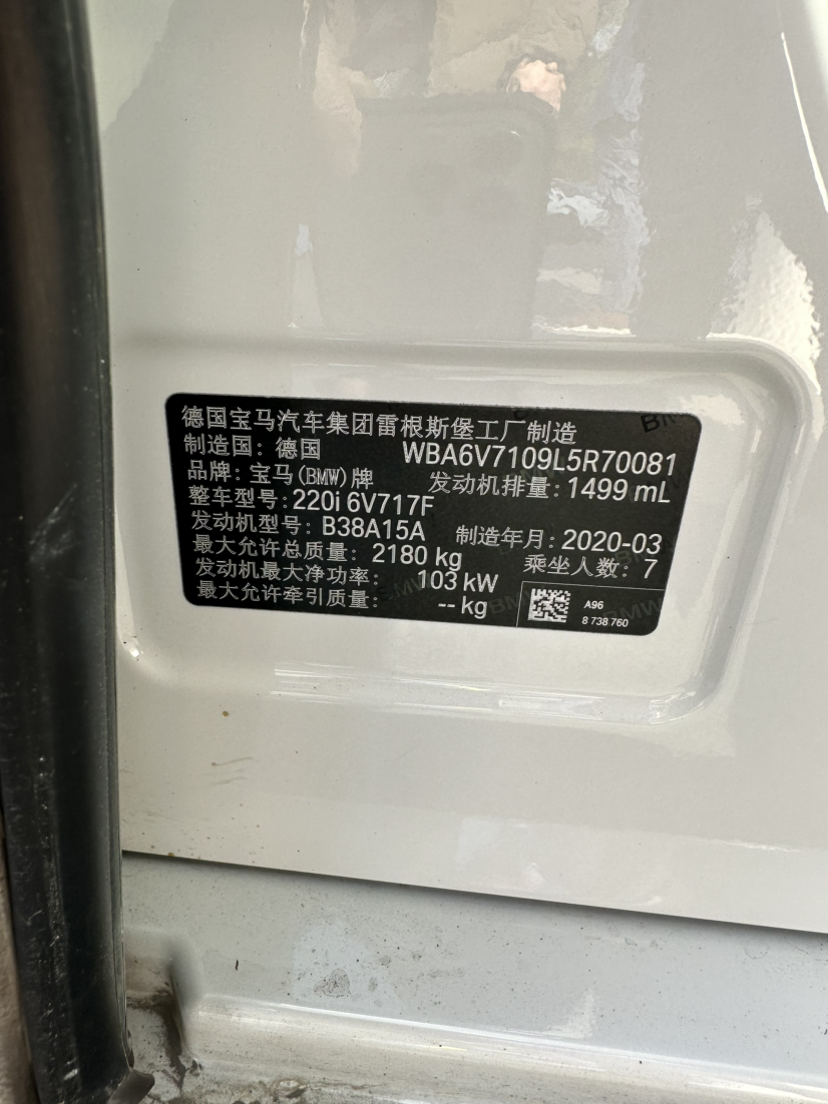 德国宝马汽车集团雷根斯堡工厂制造
制造国：德国 WBA6V7109L5R70081
品牌：宝马(BMW)牌 发动机排量：1499 mL
整车型号：220i 6V717F
发动机型号：B38A15A 制造年月：2020-03
最大允许总质量：2180 kg 乘坐人数：7
发动机最大净功率： 103 kW
最大允许牵引质量： -- kg
A96
8 738 760